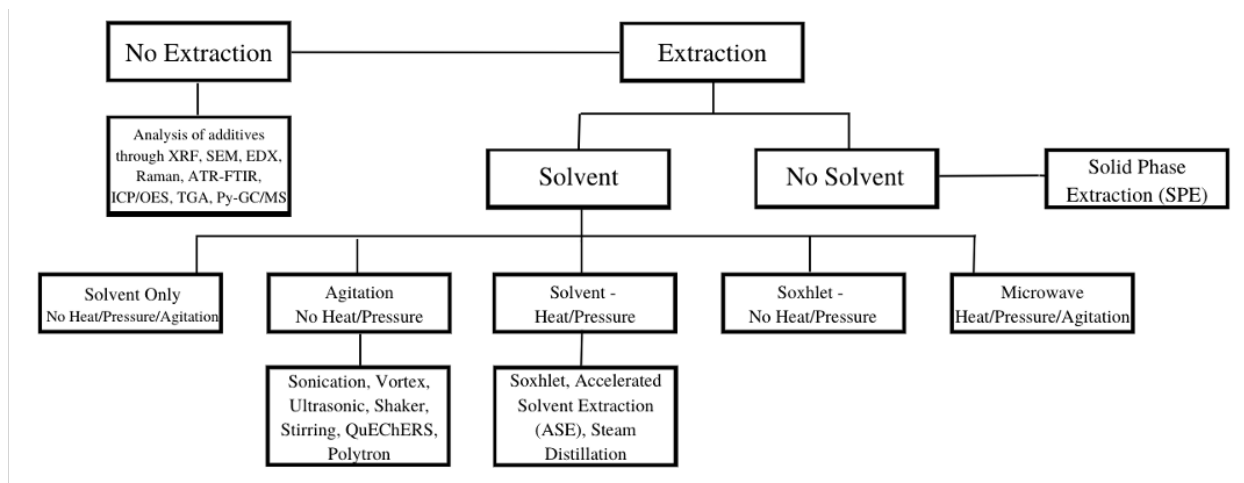 No Extraction
Extraction
Analysis of additives
through XRF, SEM, EDX,
Raman, ATR-FTIR,
ICP/OES, TGA, Py-GC/MS
Solvent
No Solvent
Solid Phase
Extraction (SPE)
Solvent Only
No Heat/Pressure/Agitation
Agitation
No Heat/Pressure
Solvent -
Heat/Pressure
Soxhlet -
No Heat/Pressure
Microwave
Heat/Pressure/Agitation
Sonication, Vortex,
Ultrasonic, Shaker,
Stirring, QuEChERS,
Polytron
Soxhlet, Accelerated
Solvent Extraction
(ASE), Steam
Distillation